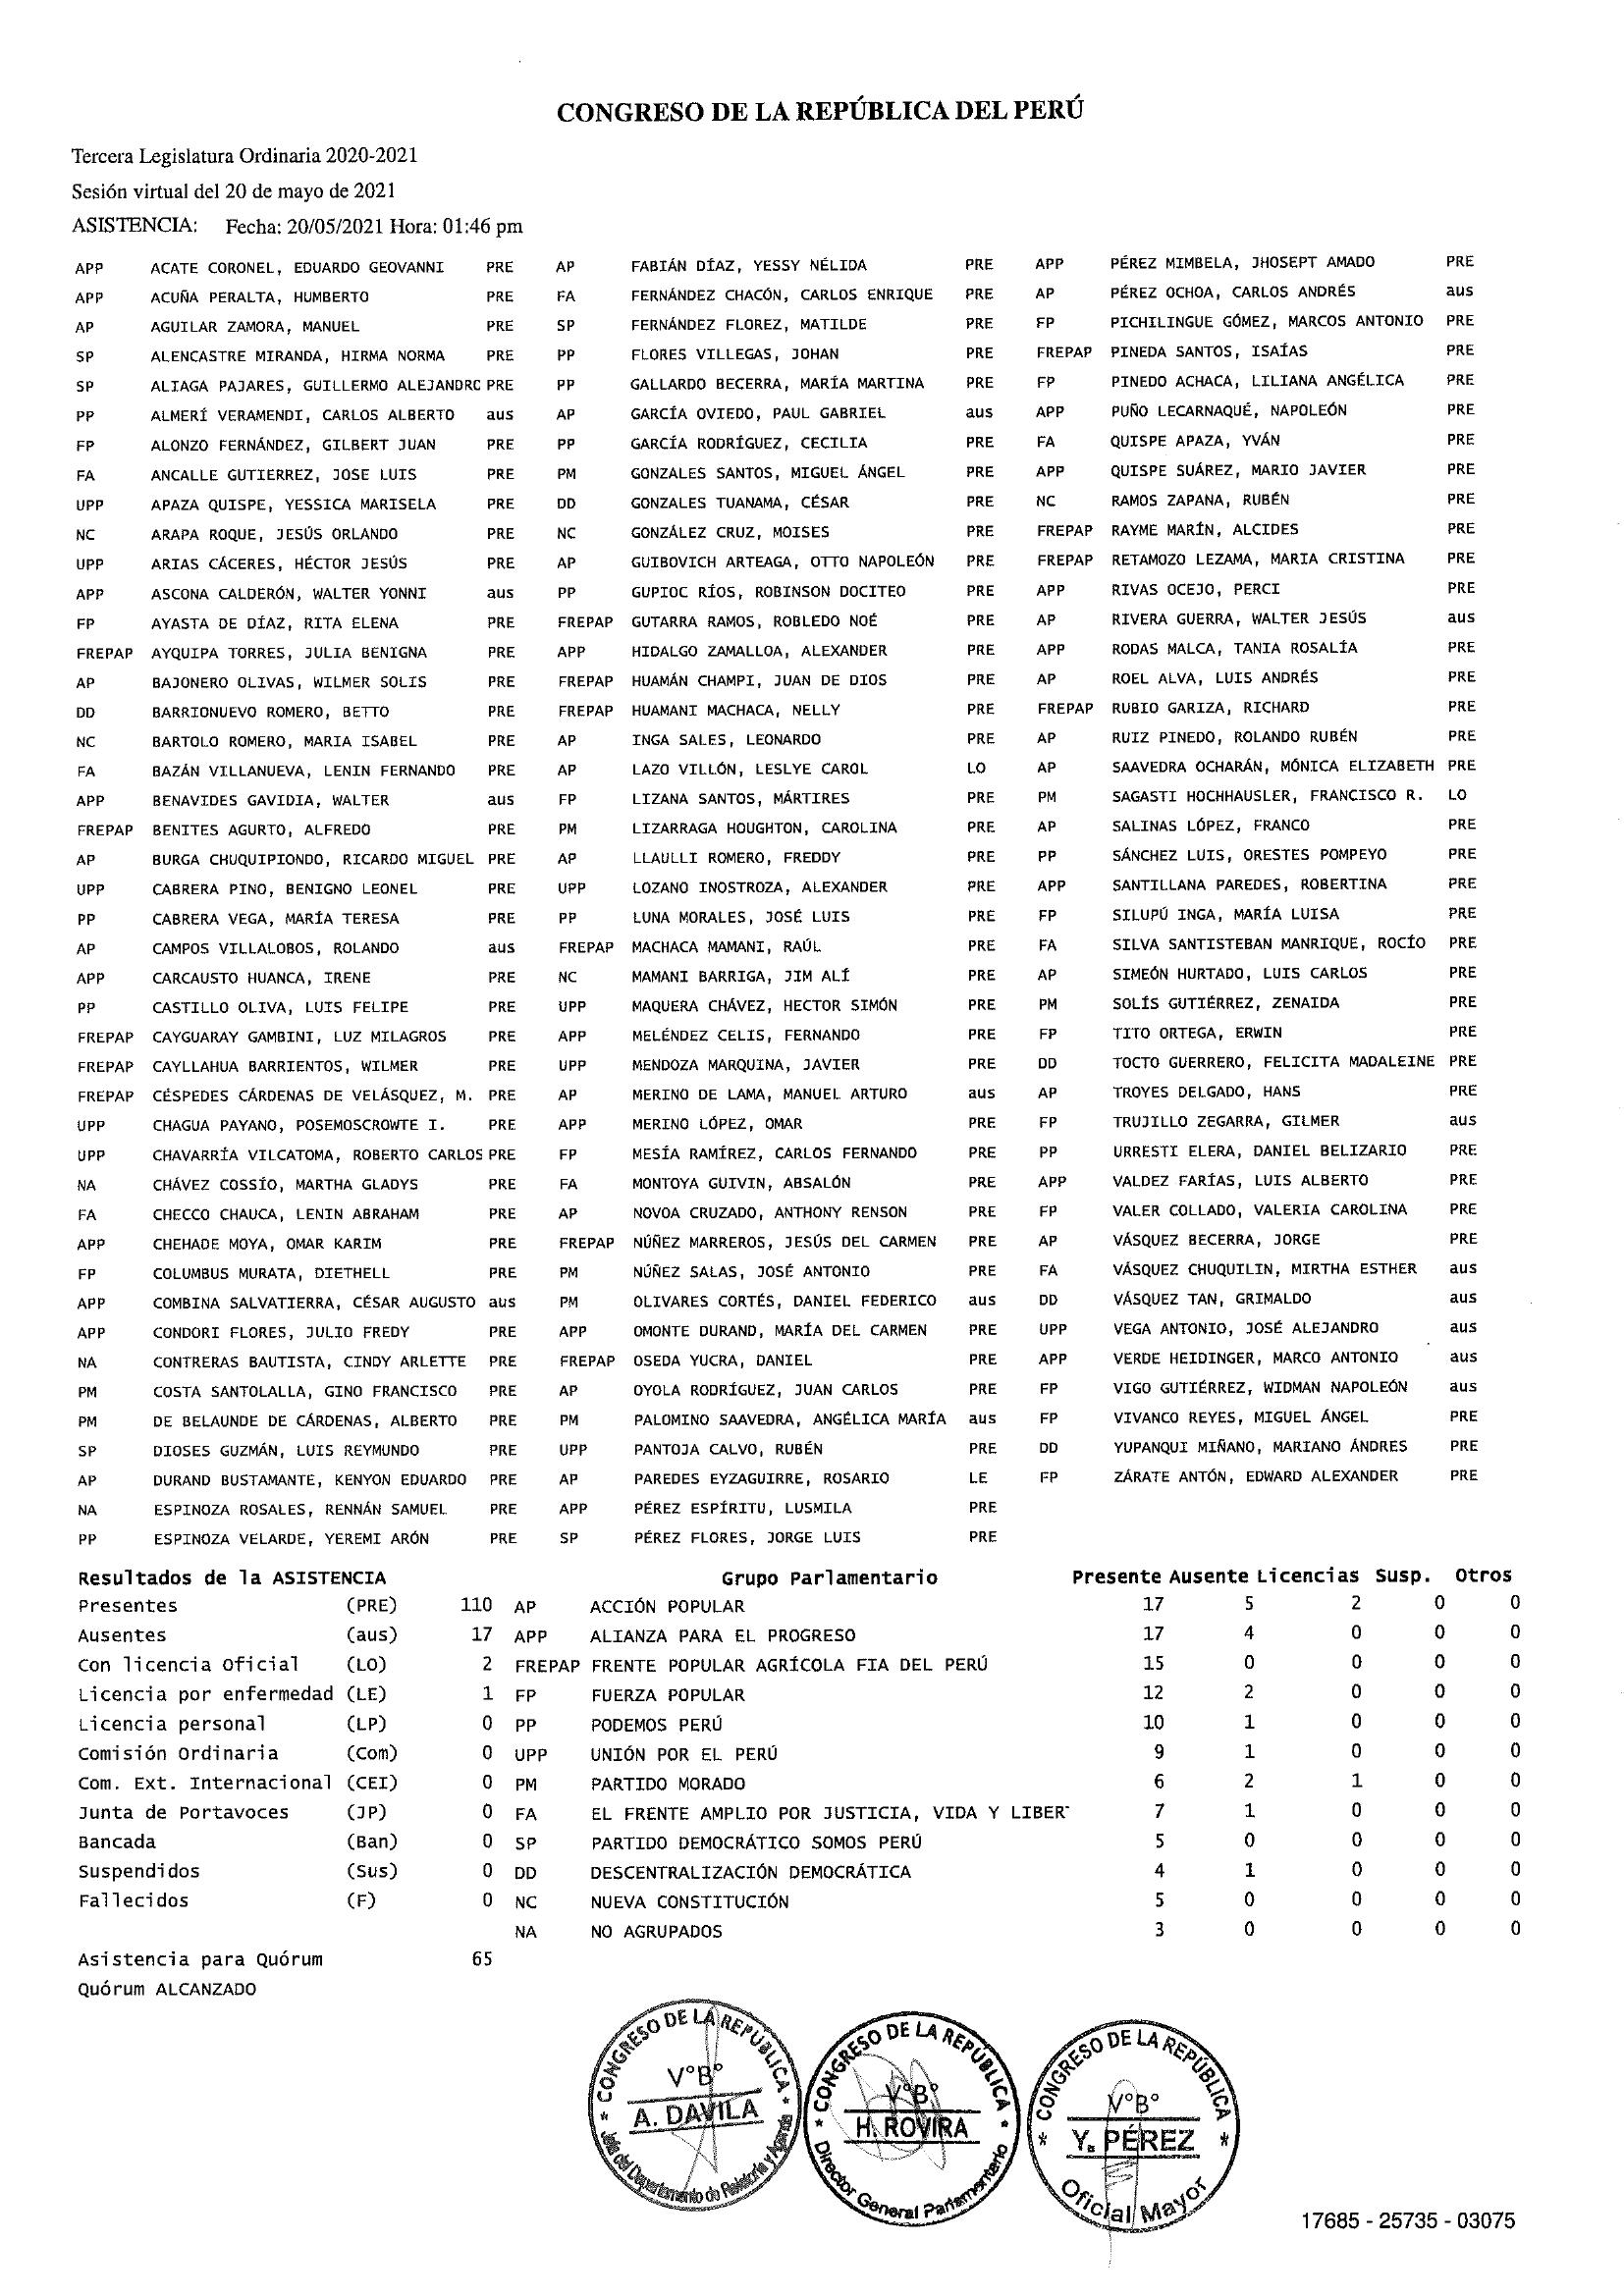 CONGRESO DE LA REPÚBLICA DEL PERÚ
Tercera Legislatura Ordinaria 2020-2021
Sesión virtual del 20 de mayo de 2021
ASISTENCIA: Fecha: 20/05/2021 Hora: 01:46 pm
APP ACATE CORONEL, EDUARDO GEOVANNI PRE AP FABIÁN DÍAZ, YESSY NÉLIDA PRE APP PÉREZ MIMBELA, JHOSEPT AMADO PRE
APP ACUÑA PERALTA, HUMBERTO PRE FA FERNÁNDEZ CHACÓN, CARLOS ENRIQUE PRE AP PÉREZ OCHOA, CARLOS ANDRÉS aus
AP AGUILAR ZAMORA, MANUEL PRE SP FERNÁNDEZ FLOREZ, MATILDE PRE FP PICHILINGUE GÓMEZ, MARCOS ANTONIO PRE
SP ALENCASTRE MIRANDA, HIRMA NORMA PRE PP FLORES VILLEGAS, JOHAN PRE FREPAP PINEDA SANTOS, ISAÍAS PRE
SP ALIAGA PAJARES, GUILLERMO ALEJANDRO PRE PP GALLARDO BECERRA, MARÍA MARTINA PRE FP PINEDO ACHACA, LILIANA ANGÉLICA PRE
PP ALMERÍ VERAMENDI, CARLOS ALBERTO aus AP GARCÍA OVIEDO, PAUL GABRIEL aus APP PUÑO LECARNAQUÉ, NAPOLEÓN PRE
FP ALONZO FERNÁNDEZ, GILBERT JUAN PRE PP GARCÍA RODRÍGUEZ, CECILIA PRE FA QUISPE APAZA, YVÁN PRE
FA ANCALLE GUTIERREZ, JOSE LUIS PRE PM GONZALES SANTOS, MIGUEL ÁNGEL PRE APP QUISPE SUÁREZ, MARIO JAVIER PRE
UPP APAZA QUISPE, YESSICA MARISELA PRE DD GONZALES TUANAMA, CÉSAR PRE NC RAMOS ZAPANA, RUBÉN PRE
NC ARAPA ROQUE, JESÚS ORLANDO PRE NC GONZÁLEZ CRUZ, MOISES PRE FREPAP RAYME MARÍN, ALCIDES PRE
UPP ARIAS CÁCERES, HÉCTOR JESÚS PRE AP GUIBOVICH ARTEAGA, OTTO NAPOLEÓN PRE FREPAP RETAMOZO LEZAMA, MARIA CRISTINA PRE
APP ASCONA CALDERÓN, WALTER YONNI aus PP GUPIOC RÍOS, ROBINSON DOCITEO PRE APP RIVAS OCEJO, PERCI PRE
FP AYASTA DE DÍAZ, RITA ELENA PRE FREPAP GUTARRA RAMOS, ROBLEDO NOÉ PRE AP RIVERA GUERRA, WALTER JESÚS aus
FREPAP AYQUIPA TORRES, JULIA BENIGNA PRE APP HIDALGO ZAMALLOA, ALEXANDER PRE APP RODAS MALCA, TANIA ROSALÍA PRE
AP BAJONERO OLIVAS, WILMER SOLIS PRE FREPAP HUAMÁN CHAMPI, JUAN DE DIOS PRE AP ROEL ALVA, LUIS ANDRÉS PRE
DD BARRIONUEVO ROMERO, BETTO PRE FREPAP HUAMANI MACHACA, NELLY PRE FREPAP RUBIO GARIZA, RICHARD PRE
NC BARTOLO ROMERO, MARIA ISABEL PRE AP INGA SALES, LEONARDO PRE AP RUIZ PINEDO, ROLANDO RUBÉN PRE
FA BAZÁN VILLANUEVA, LENIN FERNANDO PRE AP LAZO VILLÓN, LESLYE CAROL LO AP SAAVEDRA OCHARÁN, MÓNICA ELIZABETH PRE
APP BENAVIDES GAVIDIA, WALTER aus FP LIZANA SANTOS, MÁRTIRES PRE PM SAGASTI HOCHHAUSLER, FRANCISCO R. LO
FREPAP BENITES AGURTO, ALFREDO PRE PM LIZARRAGA HOUGHTON, CAROLINA PRE AP SALINAS LÓPEZ, FRANCO PRE
AP BURGA CHUQUIPIONDO, RICARDO MIGUEL PRE AP LLAULLI ROMERO, FREDDY PRE PP SÁNCHEZ LUIS, ORESTES POMPEYO PRE
UPP CABRERA PINO, BENIGNO LEONEL PRE UPP LOZANO INOSTROZA, ALEXANDER PRE APP SANTILLANA PAREDES, ROBERTINA PRE
PP CABRERA VEGA, MARÍA TERESA PRE PP LUNA MORALES, JOSÉ LUIS PRE FP SILUPÚ INGA, MARÍA LUISA PRE
AP CAMPOS VILLALOBOS, ROLANDO aus FREPAP MACHACA MAMANI, RAÚL PRE FA SILVA SANTISTEBAN MANRIQUE, ROCÍO PRE
APP CARCAUSTO HUANCA, IRENE PRE NC MAMANI BARRIGA, JIM ALÍ PRE AP SIMEÓN HURTADO, LUIS CARLOS PRE
PP CASTILLO OLIVA, LUIS FELIPE PRE UPP MAQUERA CHÁVEZ, HECTOR SIMÓN PRE PM SOLÍS GUTIÉRREZ, ZENAIDA PRE
FREPAP CAYGUARAY GAMBINI, LUZ MILAGROS PRE APP MELÉNDEZ CELIS, FERNANDO PRE FP TITO ORTEGA, ERWIN PRE
FREPAP CAYLLAHUA BARRIENTOS, WILMER PRE UPP MENDOZA MARQUINA, JAVIER PRE DD TOCTO GUERRERO, FELICITA MADALEINE PRE
FREPAP CÉSPEDES CÁRDENAS DE VELÁSQUEZ, M. PRE AP MERINO DE LAMA, MANUEL ARTURO aus AP TROYES DELGADO, HANS PRE
UPP CHAGUA PAYANO, POSEMOSCROWTE I. PRE APP MERINO LÓPEZ, OMAR PRE FP TRUJILLO ZEGARRA, GILMER aus
UPP CHAVARRÍA VILCATOMA, ROBERTO CARLOS PRE FP MESÍA RAMÍREZ, CARLOS FERNANDO PRE PP URRESTI ELERA, DANIEL BELIZARIO PRE
NA CHÁVEZ COSSÍO, MARTHA GLADYS PRE FA MONTOYA GUIVIN, ABSALÓN PRE APP VALDEZ FARÍAS, LUIS ALBERTO PRE
FA CHECCO CHAUCA, LENIN ABRAHAM PRE AP NOVOA CRUZADO, ANTHONY RENSON PRE FP VALER COLLADO, VALERIA CAROLINA PRE
APP CHEHADE MOYA, OMAR KARIM PRE FREPAP NÚÑEZ MARREROS, JESÚS DEL CARMEN PRE AP VÁSQUEZ BECERRA, JORGE PRE
FP COLUMBUS MURATA, DIETHELL PRE PM NÚÑEZ SALAS, JOSÉ ANTONIO PRE FA VÁSQUEZ CHUQUILIN, MIRTHA ESTHER aus
APP COMBINA SALVATIERRA, CÉSAR AUGUSTO aus PM OLIVARES CORTÉS, DANIEL FEDERICO aus DD VÁSQUEZ TAN, GRIMALDO aus
APP CONDORI FLORES, JULIO FREDY PRE APP OMONTE DURAND, MARÍA DEL CARMEN PRE UPP VEGA ANTONIO, JOSÉ ALEJANDRO aus
NA CONTRERAS BAUTISTA, CINDY ARLETTE PRE FREPAP OSEDA YUCRA, DANIEL PRE APP VERDE HEIDINGER, MARCO ANTONIO aus
PM COSTA SANTOLALLA, GINO FRANCISCO PRE AP OYOLA RODRÍGUEZ, JUAN CARLOS PRE FP VIGO GUTIÉRREZ, WIDMAN NAPOLEÓN aus
PM DE BELAUNDE DE CÁRDENAS, ALBERTO PRE PM PALOMINO SAAVEDRA, ANGÉLICA MARÍA aus FP VIVANCO REYES, MIGUEL ÁNGEL PRE
SP DIOSES GUZMÁN, LUIS REYMUNDO PRE UPP PANTOJA CALVO, RUBÉN PRE DD YUPANQUI MIÑANO, MARIANO ÁNDRES PRE
AP DURAND BUSTAMANTE, KENYON EDUARDO PRE AP PAREDES EYZAGUIRRE, ROSARIO LE FP ZÁRATE ANTÓN, EDWARD ALEXANDER PRE
NA ESPINOZA ROSALES, RENNÁN SAMUEL PRE APP PÉREZ ESPÍRITU, LUSMILA PRE
PP ESPINOZA VELARDE, YEREMI ARÓN PRE SP PÉREZ FLORES, JORGE LUIS PRE
Resultados de la ASISTENCIA Grupo Parlamentario Presente Ausente Licencias Susp. Otros
Presentes (PRE) 110 AP ACCIÓN POPULAR 17 5 2 0 0
Ausentes (aus) 17 APP ALIANZA PARA EL PROGRESO 17 4 0 0 0
Con licencia Oficial (LO) 2 FREPAP FRENTE POPULAR AGRÍCOLA FIA DEL PERÚ 15 0 0 0 0
Licencia por enfermedad (LE) 1 FP FUERZA POPULAR 12 2 0 0 0
Licencia personal (LP) 0 PP PODEMOS PERÚ 10 1 0 0 0
Comisión Ordinaria (Com) 0 UPP UNIÓN POR EL PERÚ 9 1 0 0 0
Com. Ext. Internacional (CEI) 0 PM PARTIDO MORADO 6 2 1 0 0
Junta de Portavoces (JP) 0 FA EL FRENTE AMPLIO POR JUSTICIA, VIDA Y LIBERT 7 1 0 0 0
Bancada (Ban) 0 SP PARTIDO DEMOCRÁTICO SOMOS PERÚ 5 0 0 0 0
Suspendidos (Sus) 0 DD DESCENTRALIZACIÓN DEMOCRÁTICA 4 1 0 0 0
Fallecidos (F) 0 NC NUEVA CONSTITUCIÓN 5 0 0 0 0
NA NO AGRUPADOS 3 0 0 0 0
Asistencia para Quórum 65
Quórum ALCANZADO
* CONGRESO DE LA REPÚBLICA *
V°B°
A. DAVILA
Jefa del Departamento de Relatoría y Agenda
* CONGRESO DE LA REPÚBLICA *
V°B°
H. ROVIRA
Director General Parlamentario
* CONGRESO DE LA REPÚBLICA *
V°B°
Y. PÉREZ
Oficial Mayor
17685 - 25735 - 03075